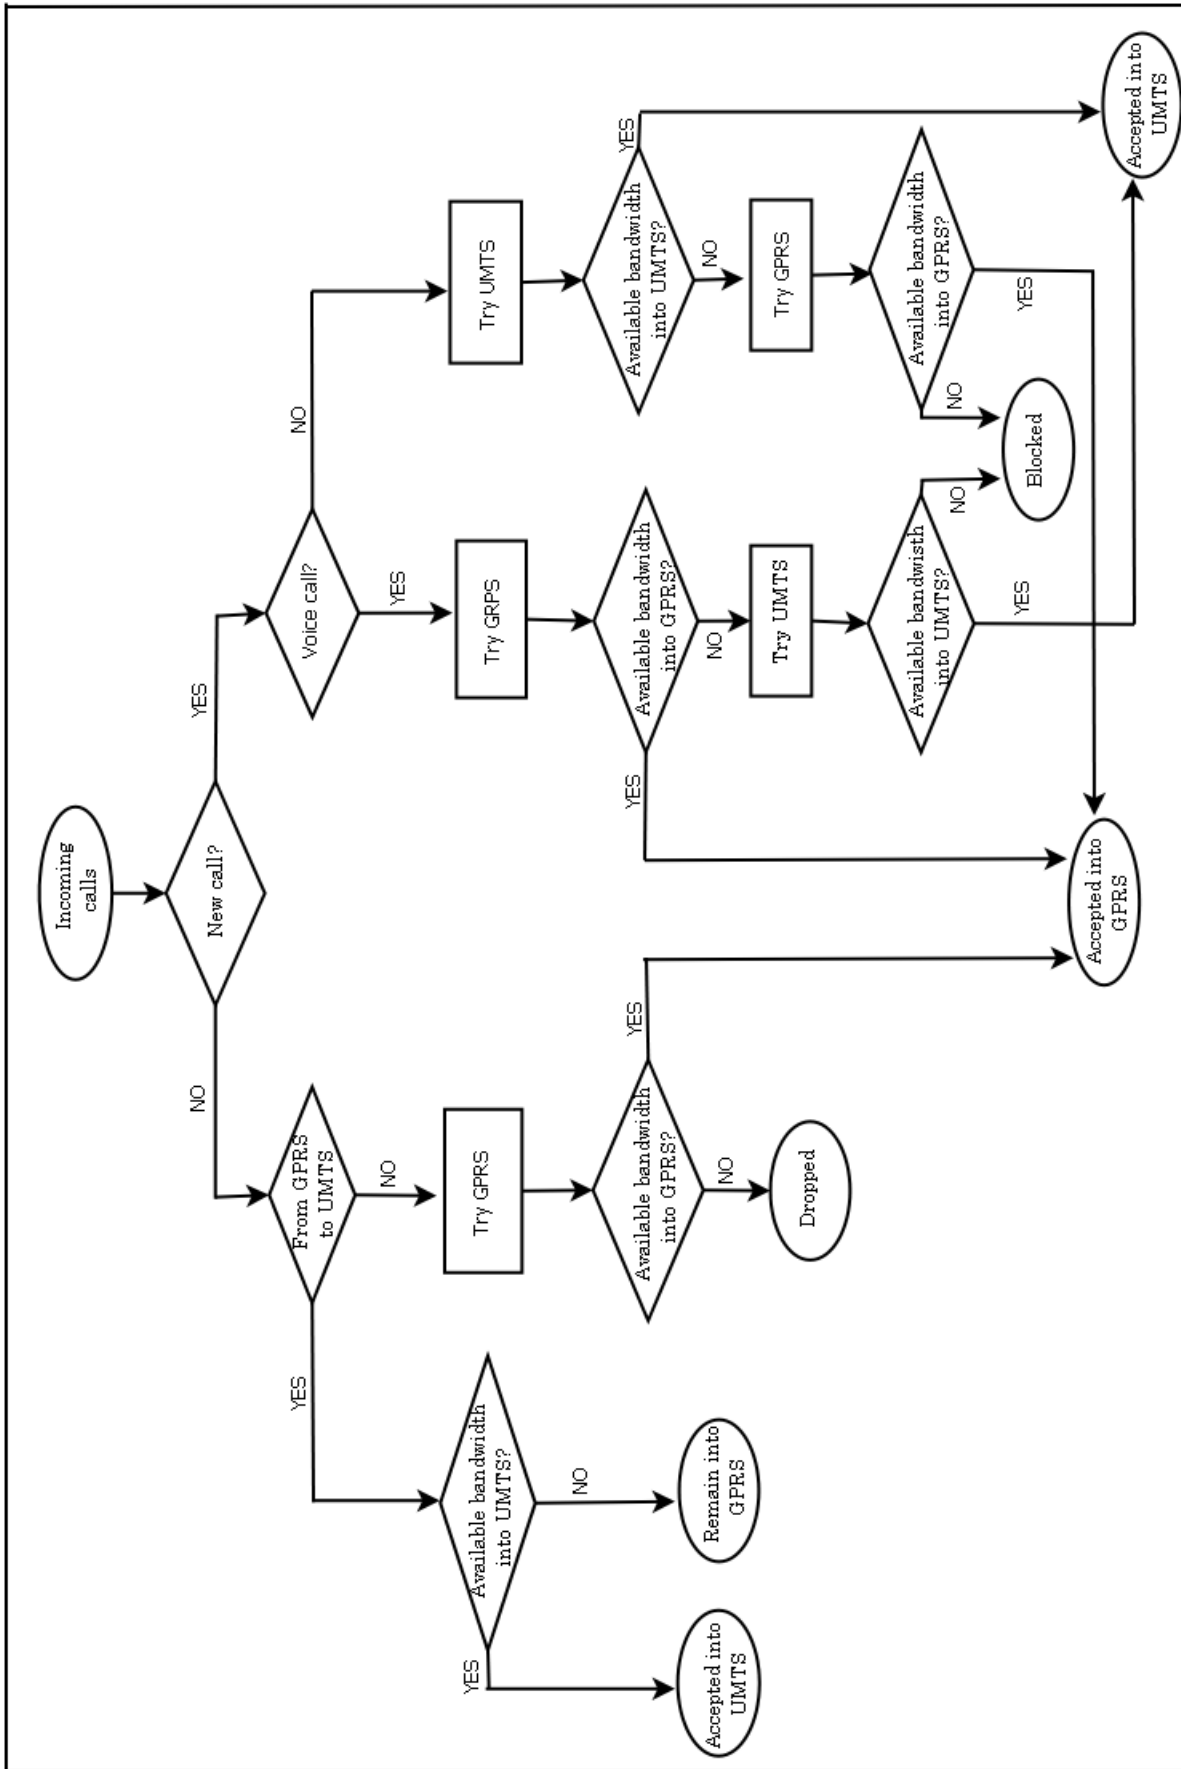 Incoming
calls
New call?
NO
YES
From GPRS
to UMTS
YES
NO
Voice call?
YES
NO
Available bandwidth
into UMTS?
YES
NO
Try GPRS
Try GRPS
Try UMTS
Available bandwidth
into GPRS?
YES
NO
Available bandwidth
into GPRS?
YES
NO
Available bandwidth
into UMTS?
YES
NO
Accepted into
UMTS
Remain into
GPRS
Dropped
Try UMTS
Try GPRS
Available bandwisth
into UMTS?
NO
YES
Available bandwidth
into GPRS?
NO
YES
Blocked
Accepted into
GPRS
Accepted into
UMTS